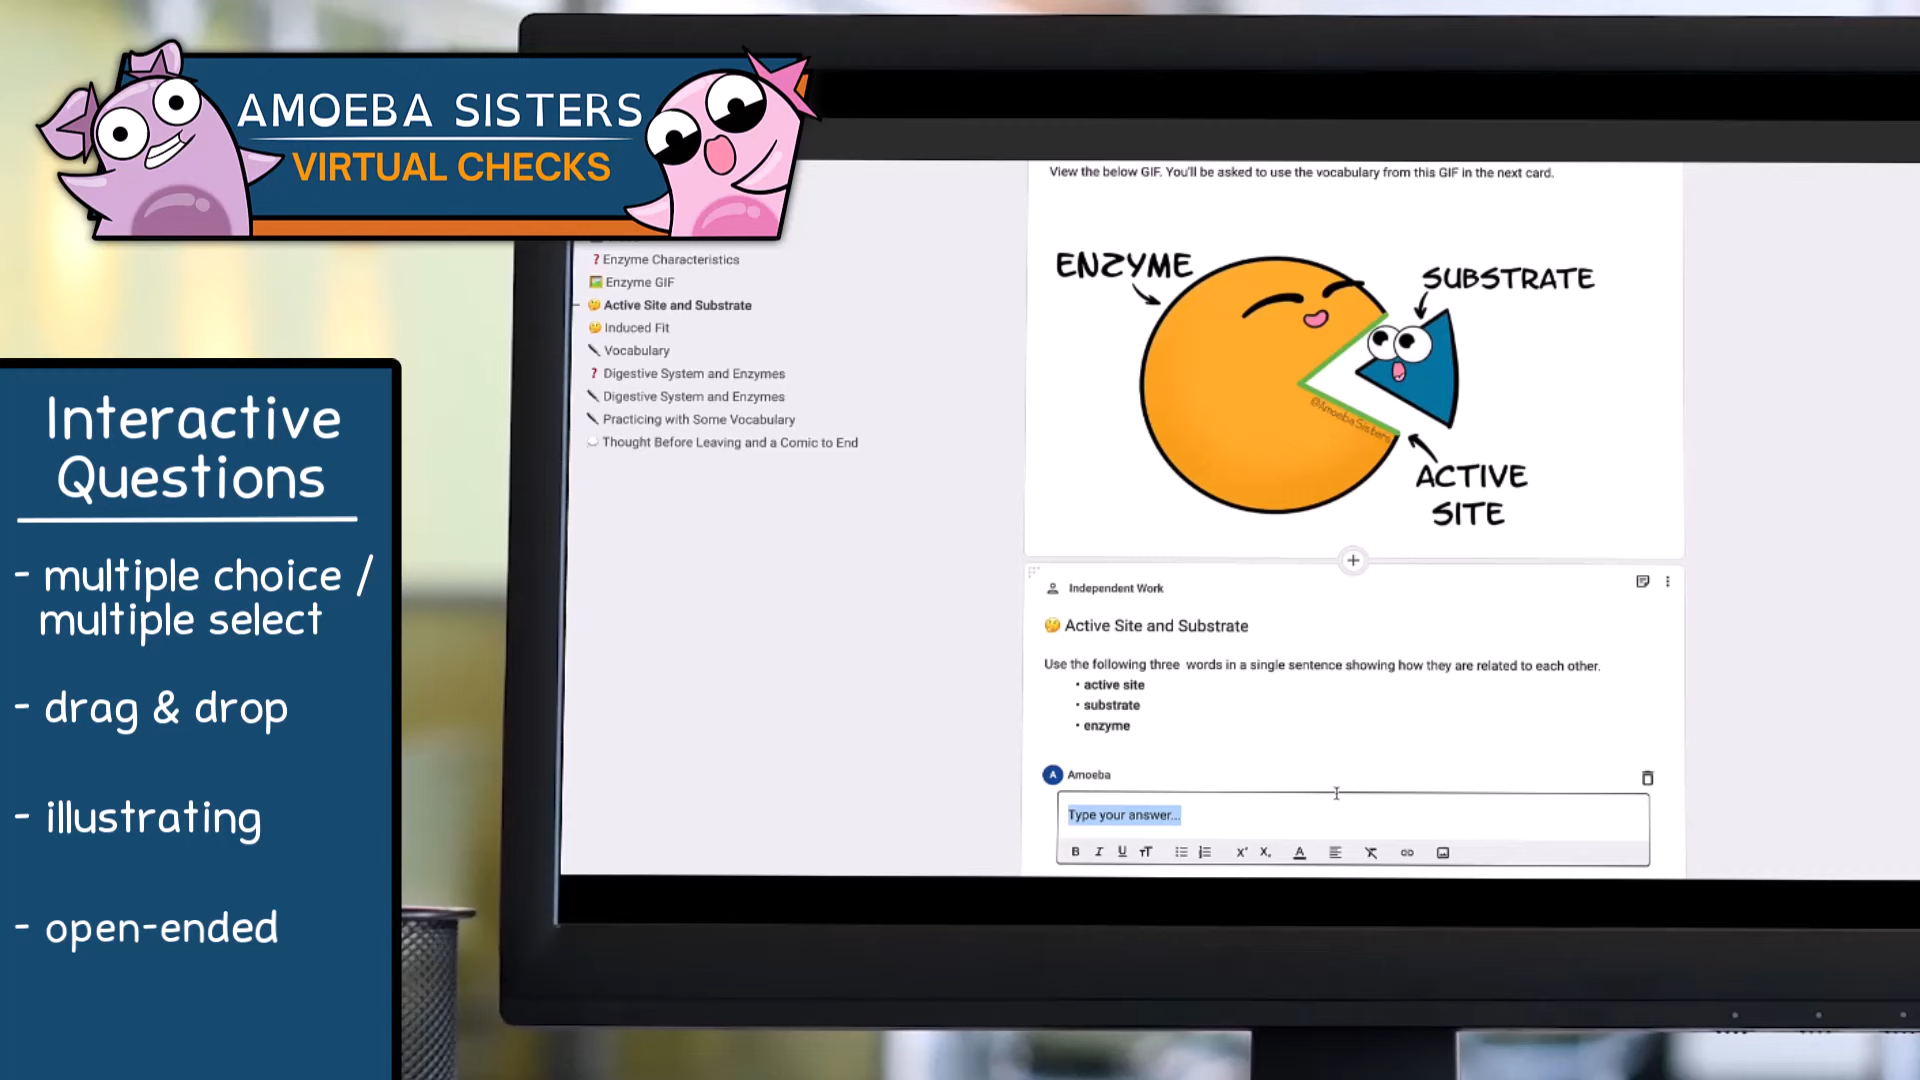 AMOEBA SISTERS
VIRTUAL CHECKS
Interactive
Questions
- multiple choice /
multiple select
- drag & drop
- illustrating
- open-ended
? Enzyme Characteristics
Enzyme GIF
Active Site and Substrate
Induced Fit
Vocabulary
? Digestive System and Enzymes
Digestive System and Enzymes
Practicing with Some Vocabulary
Thought Before Leaving and a Comic to End
View the below GIF. You'll be asked to use the vocabulary from this GIF in the next card.
ENZYME
SUBSTRATE
@AmoebaSisters
ACTIVE
SITE
Independent Work
Active Site and Substrate
Use the following three words in a single sentence showing how they are related to each other.
• active site
• substrate
• enzyme
A Amoeba
Type your answer...
B I U TT X² X₂ A